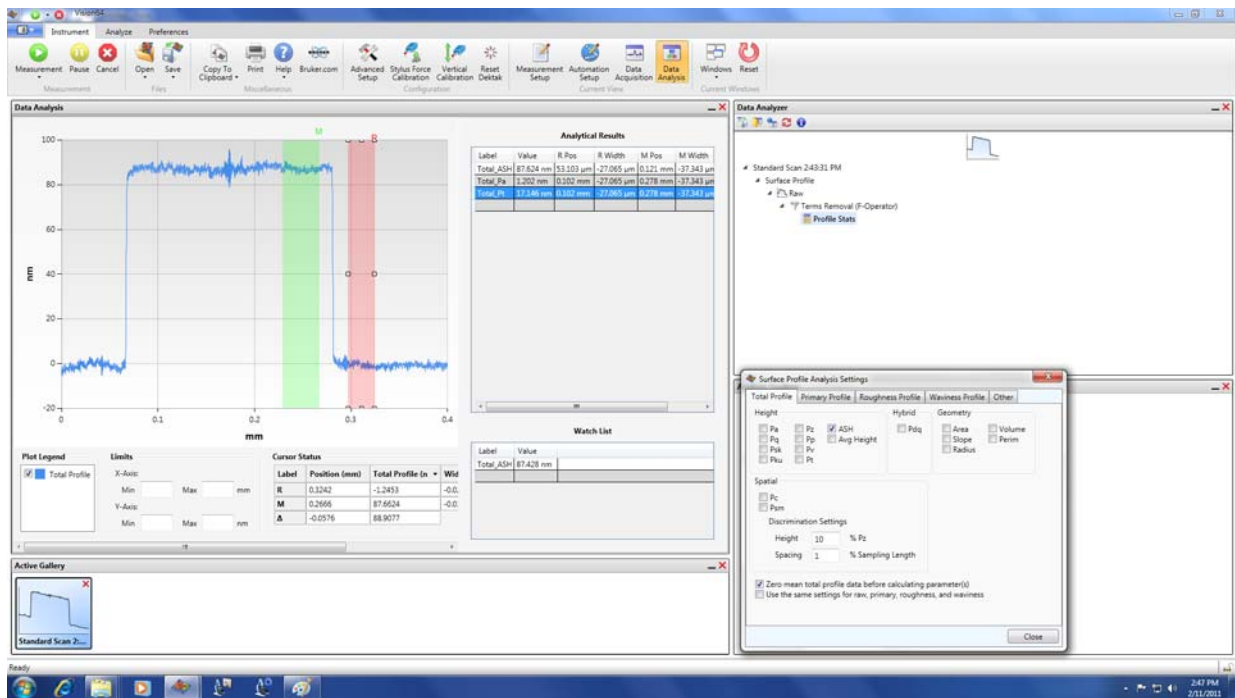 Vision64
Instrument Analyze Preferences
Measurement Pause Cancel Open Save Copy To Clipboard Print Help Bruker.com Advanced Setup Stylus Force Calibration Vertical Calibration Reset Dektak Measurement Setup Automation Setup Data Acquisition Data Analysis Windows Reset
Measurement Files Miscellaneous Configuration Current View Current Windows
Data Analysis
M R
100
80
60
40
20
0
-20
nm
0 0.1 0.2 0.3 0.4
mm
Analytical Results
Label Value R Pos R Width M Pos M Width
Total_ASH 87.624 nm 53.103 µm -27.065 µm 0.121 mm -37.343 µm
Total_Pa 1.202 nm 0.102 mm -27.065 µm 0.278 mm -37.343 µm
Total_Pt 17.146 nm 0.102 mm -27.065 µm 0.278 mm -37.343 µm
Watch List
Label Value
Total_ASH 87.428 nm
Plot Legend
Total Profile
Limits
X-Axis:
Min Max mm
Y-Axis:
Min Max nm
Cursor Status
Label Position (mm) Total Profile (n Wid
R 0.3242 -1.2453 -0.0.
M 0.2666 87.6624 -0.0.
Δ -0.0576 88.9077
Active Gallery
Standard Scan 2:...
Data Analyzer
Standard Scan 2:43:31 PM
Surface Profile
Raw
Terms Removal (F-Operator)
Profile Stats
Surface Profile Analysis Settings
Total Profile Primary Profile Roughness Profile Waviness Profile Other
Height Hybrid Geometry
Pa Pz ASH Pdq Area Volume
Pq Pp Avg Height Slope Perim
Psk Pv Radius
Pku Pt
Spatial
Pc
Psm
Discrimination Settings
Height 10 % Pz
Spacing 1 % Sampling Length
Zero mean total profile data before calculating parameter(s)
Use the same settings for raw, primary, roughness, and waviness
Close
Ready
2:47 PM
2/11/2011